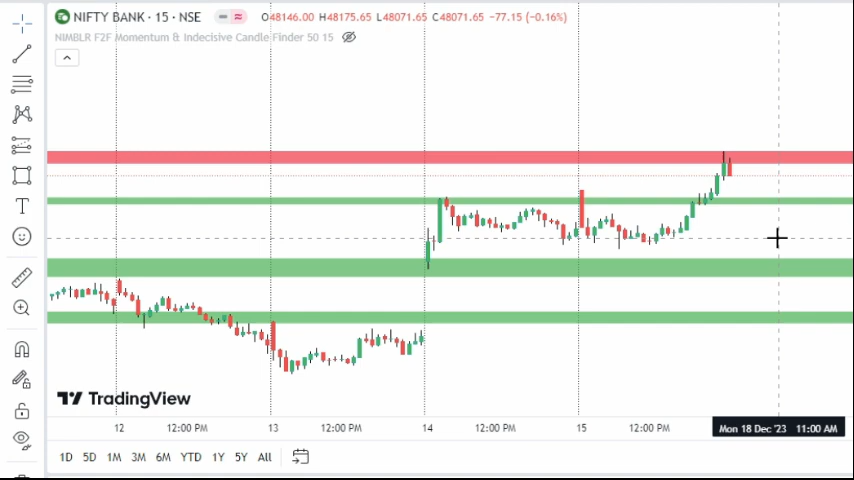 NIFTY BANK · 15 · NSE O48146.00 H48175.65 L48071.65 C48071.65 -77.15 (-0.16%)
NIMBLR F2F Momentum & Indecisive Candle Finder 50 15
T
TradingView
12 12:00 PM 13 12:00 PM 14 12:00 PM 15 12:00 PM Mon 18 Dec '23 11:00 AM
1D 5D 1M 3M 6M YTD 1Y 5Y All